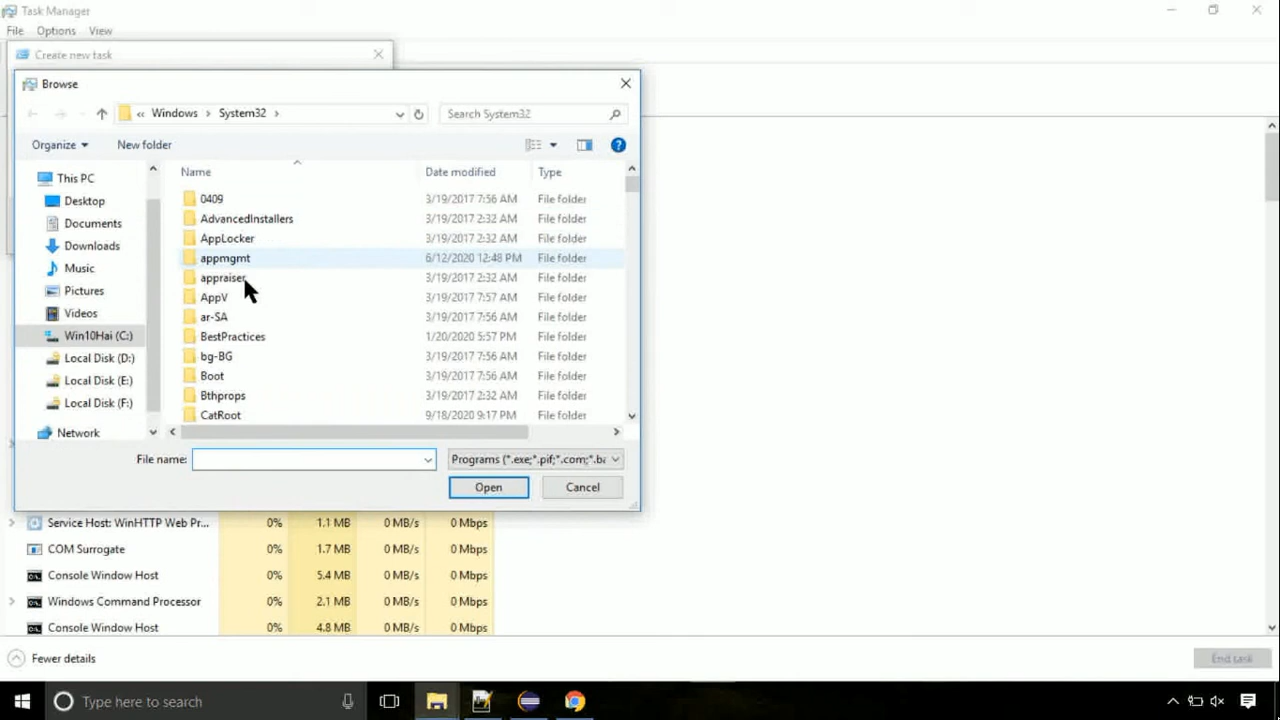 Task Manager
File Options View
Create new task
Browse
« Windows › System32 ›
Search System32
Organize New folder
Name Date modified Type
This PC
Desktop
Documents
Downloads
Music
Pictures
Videos
Win10Hai (C:)
Local Disk (D:)
Local Disk (E:)
Local Disk (F:)
Network
0409 3/19/2017 7:56 AM File folder
AdvancedInstallers 3/19/2017 2:32 AM File folder
AppLocker 3/19/2017 2:32 AM File folder
appmgmt 6/12/2020 12:48 PM File folder
appraiser 3/19/2017 2:32 AM File folder
AppV 3/19/2017 7:57 AM File folder
ar-SA 3/19/2017 7:56 AM File folder
BestPractices 1/20/2020 5:57 PM File folder
bg-BG 3/19/2017 7:56 AM File folder
Boot 3/19/2017 7:56 AM File folder
Bthprops 3/19/2017 2:32 AM File folder
CatRoot 9/18/2020 9:17 PM File folder
File name: Programs (*.exe;*.pif;*.com;*.ba
Open Cancel
Service Host: WinHTTP Web Pr... 0% 1.1 MB 0 MB/s 0 Mbps
COM Surrogate 0% 1.7 MB 0 MB/s 0 Mbps
Console Window Host 0% 5.4 MB 0 MB/s 0 Mbps
Windows Command Processor 0% 2.1 MB 0 MB/s 0 Mbps
Console Window Host 0% 4.8 MB 0 MB/s 0 Mbps
Fewer details End task
Type here to search